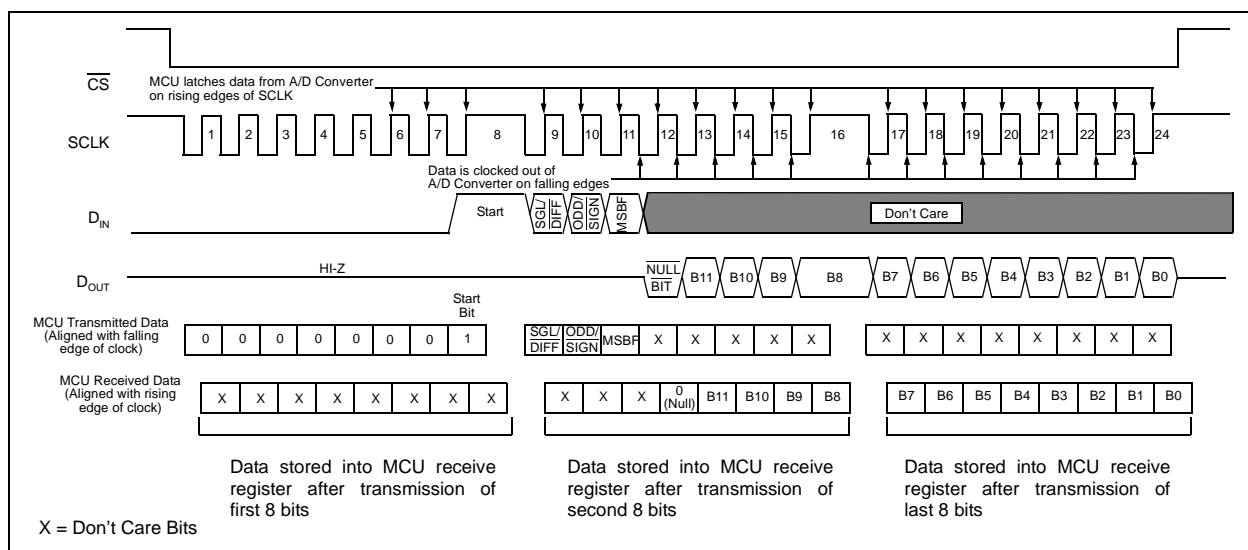 CS
MCU latches data from A/D Converter
on rising edges of SCLK
SCLK
1 2 3 4 5 6 7 8 9 10 11 12 13 14 15 16 17 18 19 20 21 22 23 24
Data is clocked out of
A/D Converter on falling edges
DIN
Start
SGL/
DIFF
ODD/
SIGN
MSBF
Don't Care
DOUT
HI-Z
NULL
BIT
B11 B10 B9 B8 B7 B6 B5 B4 B3 B2 B1 B0
Start
Bit
MCU Transmitted Data
(Aligned with falling
edge of clock)
0 0 0 0 0 0 0 1
SGL/
DIFF
ODD/
SIGN
MSBF X X X X X
X X X X X X X X
MCU Received Data
(Aligned with rising
edge of clock)
X X X X X X X X
X X X 0
(Null)
B11 B10 B9 B8
B7 B6 B5 B4 B3 B2 B1 B0
Data stored into MCU receive
register after transmission of
first 8 bits
Data stored into MCU receive
register after transmission of
second 8 bits
Data stored into MCU receive
register after transmission of
last 8 bits
X = Don't Care Bits